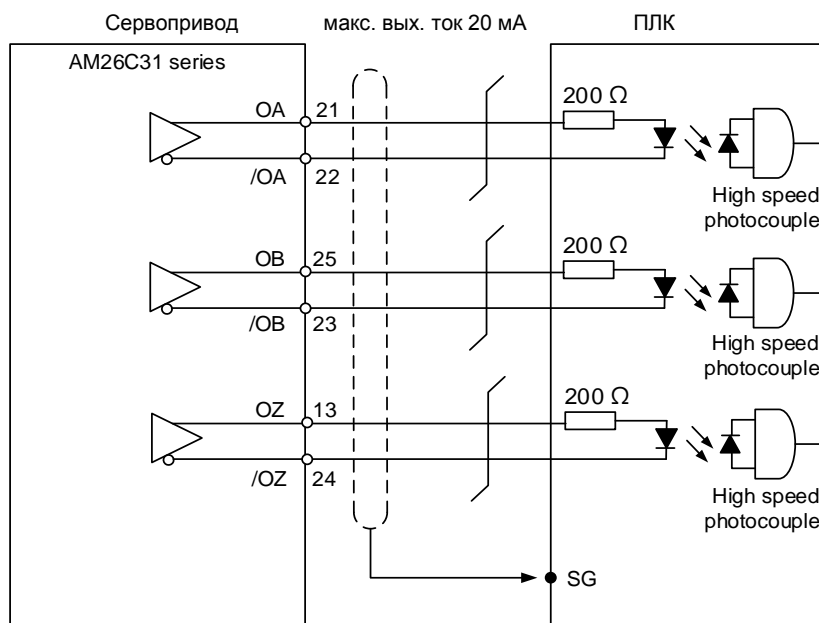 Сервопривод макс. вых. ток 20 мА ПЛК
AM26C31 series
OA 21 200 Ω
/OA 22
High speed
photocouple
OB 25 200 Ω
/OB 23
High speed
photocouple
OZ 13 200 Ω
/OZ 24
High speed
photocouple
SG